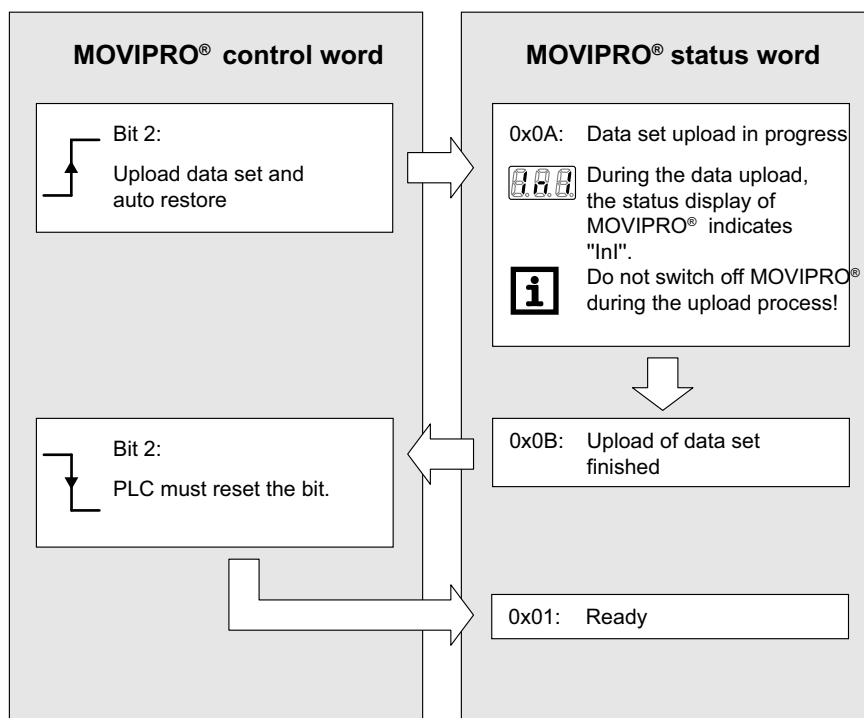 MOVIPRO® control word
MOVIPRO® status word
Bit 2:
Upload data set and
auto restore
0x0A: Data set upload in progress
InI
During the data upload,
the status display of
MOVIPRO® indicates
"InI".
i
Do not switch off MOVIPRO®
during the upload process!
0x0B: Upload of data set
finished
Bit 2:
PLC must reset the bit.
0x01: Ready